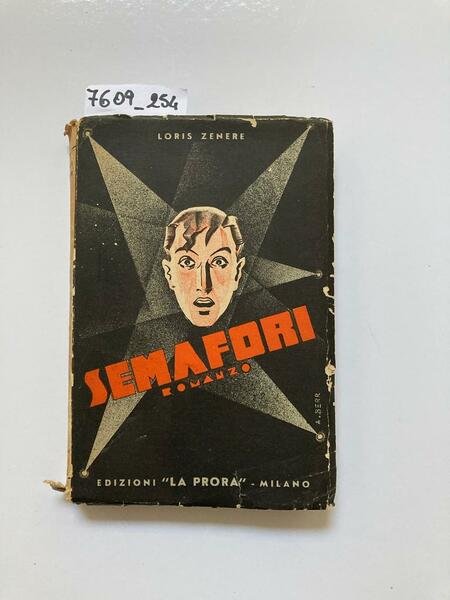 7609_254
LORIS ZENERE
SEMAFORI
ROMANZO
A. BERR
EDIZIONI "LA PRORA" - MILANO